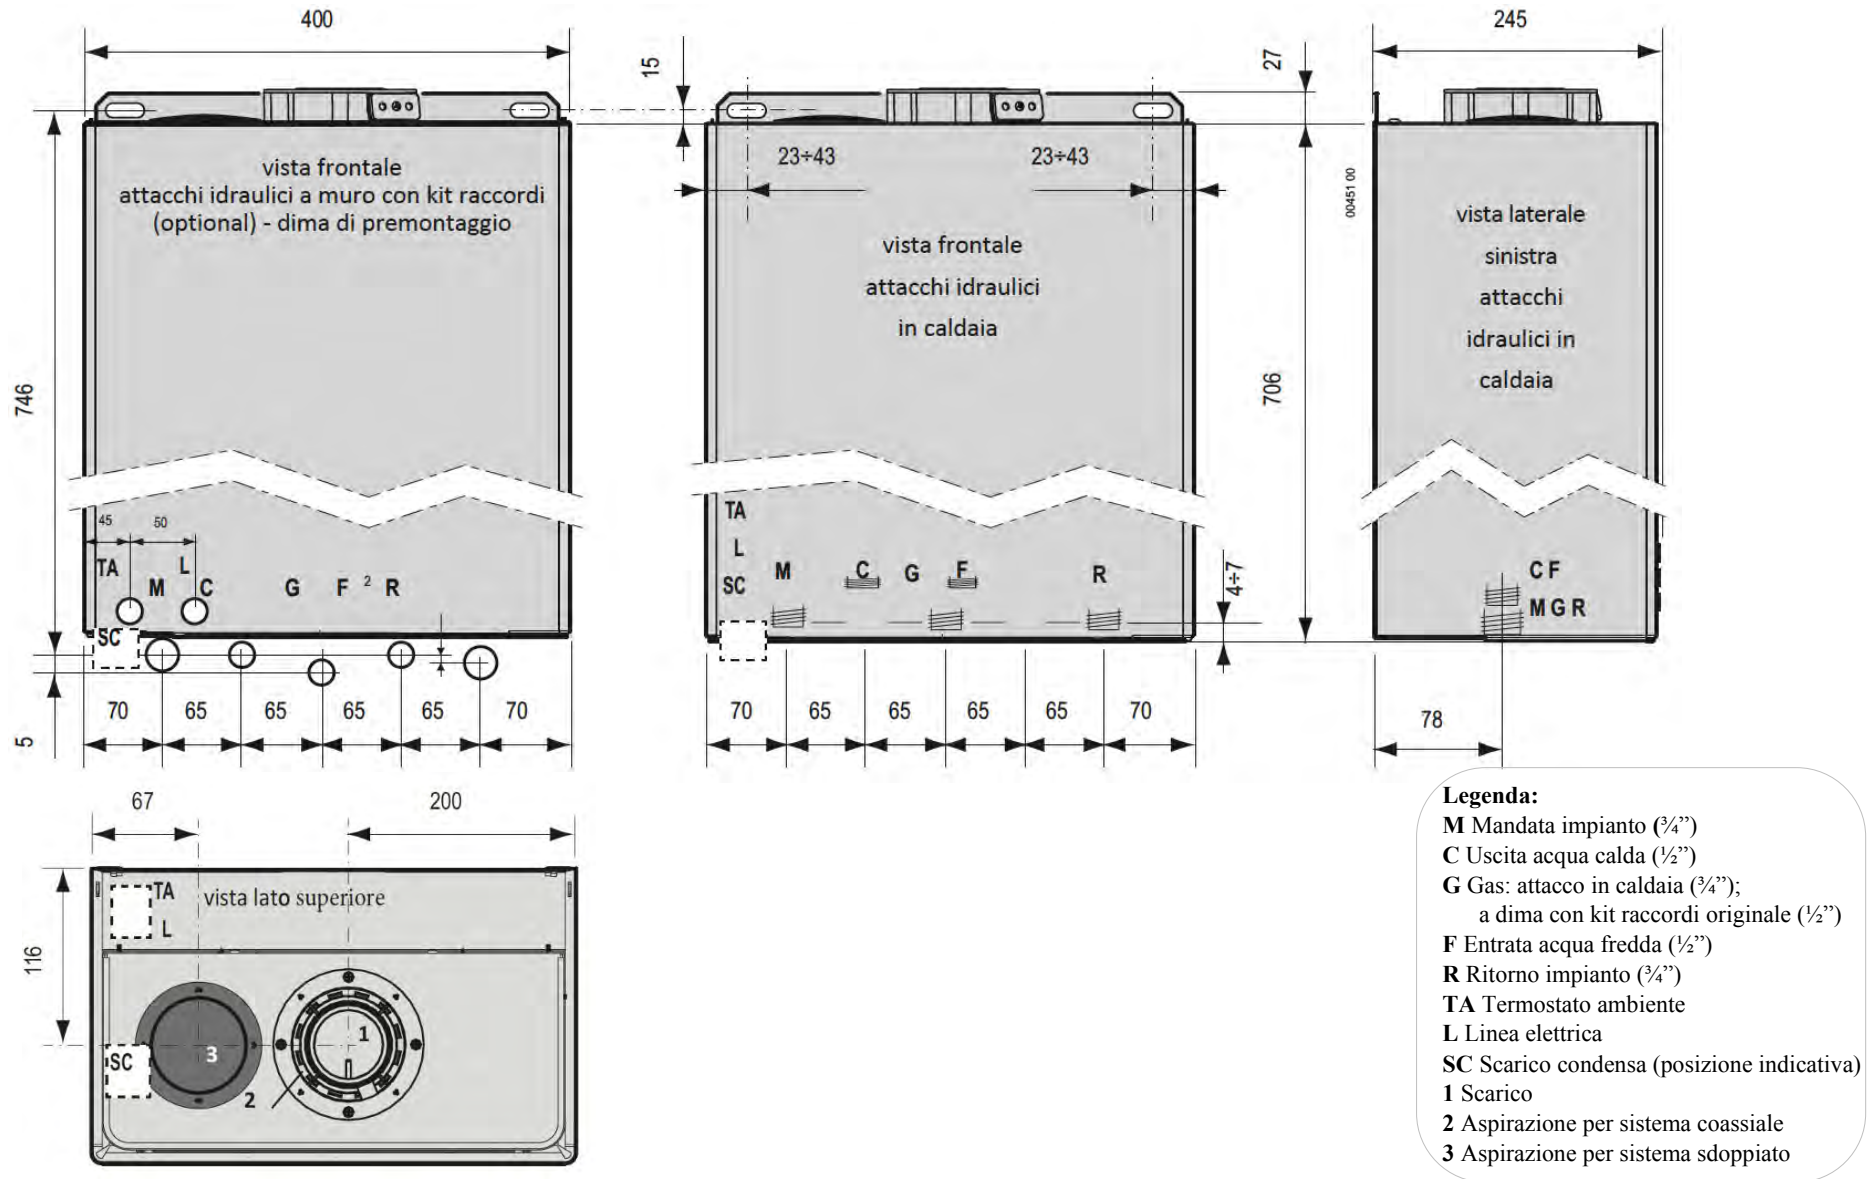 400
15
27
245
vista frontale
attacchi idraulici a muro con kit raccordi
(optional) - dima di premontaggio
746
45
50
TA
L
M
C
G
F
2
R
SC
70
65
65
65
65
70
5
23÷43
23÷43
vista frontale
attacchi idraulici
in caldaia
TA
L
SC
M
C
G
F
R
4÷7
70
65
65
65
65
70
706
00451 00
vista laterale
sinistra
attacchi
idraulici in
caldaia
C F
M G R
78
67
200
116
TA
L
vista lato superiore
SC
3
2
1
Legenda:
M Mandata impianto (¾”)
C Uscita acqua calda (½”)
G Gas: attacco in caldaia (¾”);
a dima con kit raccordi originale (½”)
F Entrata acqua fredda (½”)
R Ritorno impianto (¾”)
TA Termostato ambiente
L Linea elettrica
SC Scarico condensa (posizione indicativa)
1 Scarico
2 Aspirazione per sistema coassiale
3 Aspirazione per sistema sdoppiato